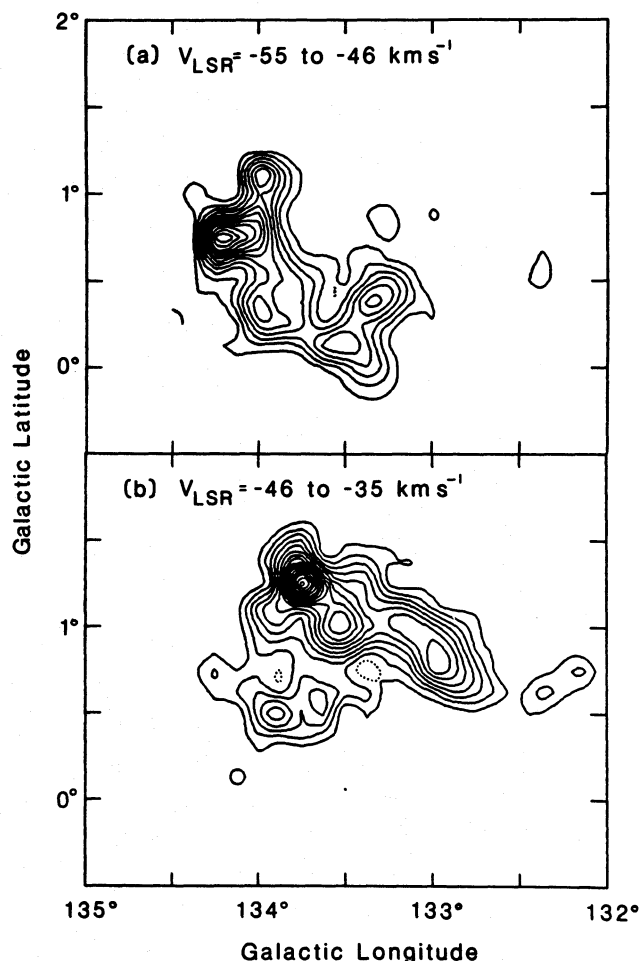 2°
(a) V_LSR = -55 to -46 km s⁻¹
1°
0°
Galactic Latitude
(b) V_LSR = -46 to -35 km s⁻¹
1°
0°
135° 134° 133° 132°
Galactic Longitude